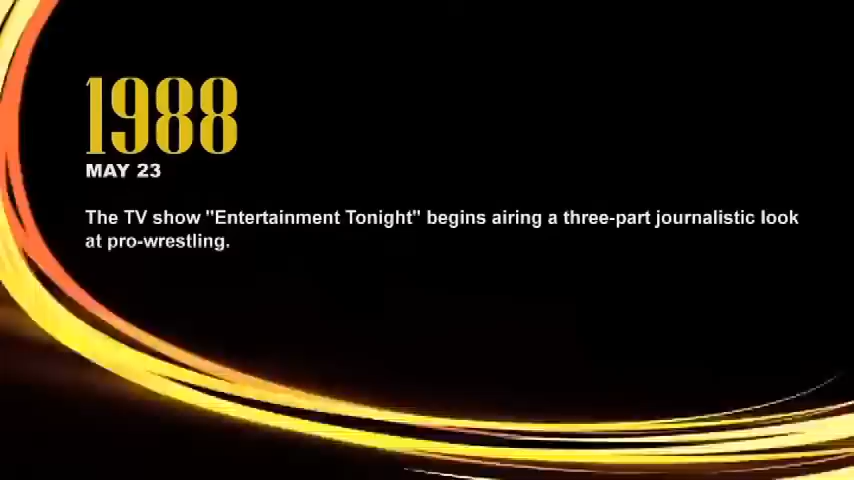 1988
MAY 23
The TV show "Entertainment Tonight" begins airing a three-part journalistic look
at pro-wrestling.